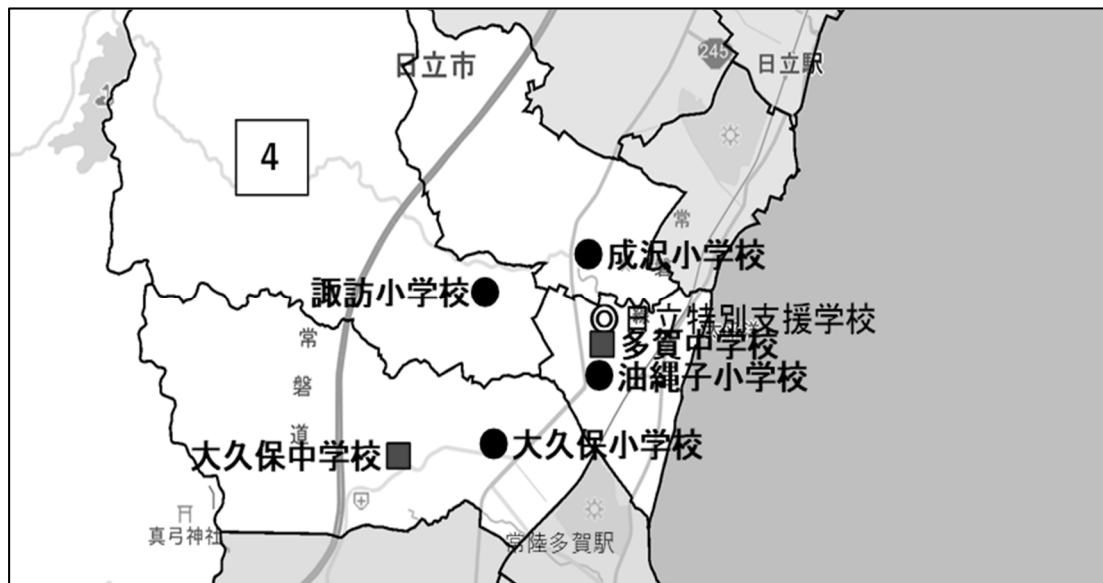 日立市
245
日立駅
4
常
成沢小学校
諏訪小学校
日立特別支援学校
多賀中学校
常磐道
油縄子小学校
大久保小学校
大久保中学校
真弓神社
常陸多賀駅